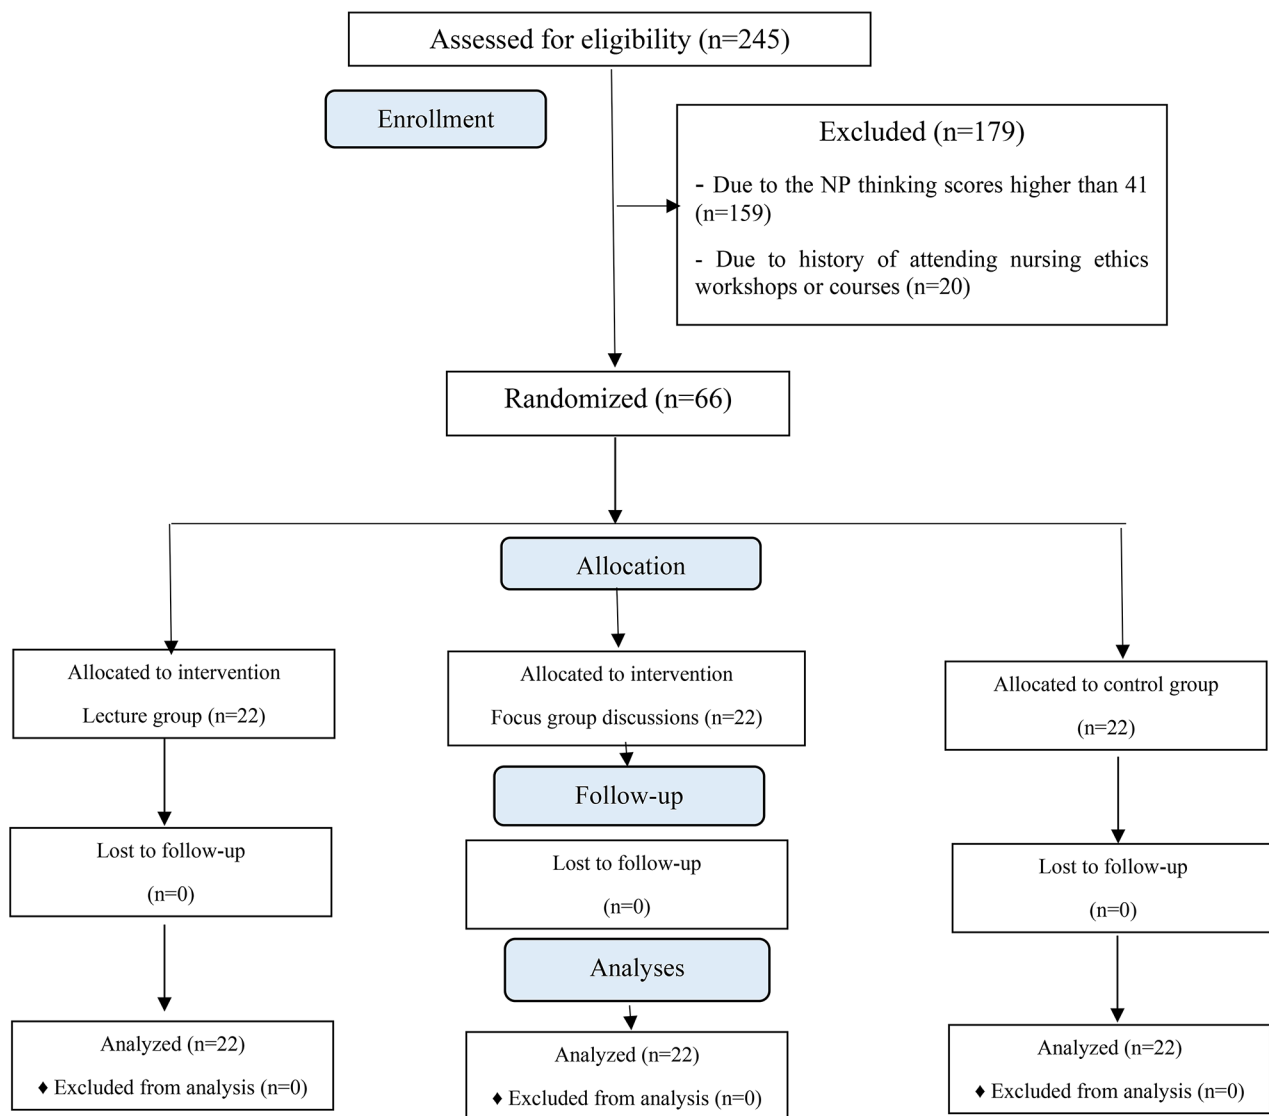 Assessed for eligibility (n=245)
Enrollment
Excluded (n=179)
- Due to the NP thinking scores higher than 41
(n=159)
- Due to history of attending nursing ethics
workshops or courses (n=20)
Randomized (n=66)
Allocation
Allocated to intervention
Lecture group (n=22)
Allocated to intervention
Focus group discussions (n=22)
Allocated to control group
(n=22)
Follow-up
Lost to follow-up
(n=0)
Lost to follow-up
(n=0)
Lost to follow-up
(n=0)
Analyses
Analyzed (n=22)
♦ Excluded from analysis (n=0)
Analyzed (n=22)
♦ Excluded from analysis (n=0)
Analyzed (n=22)
♦ Excluded from analysis (n=0)